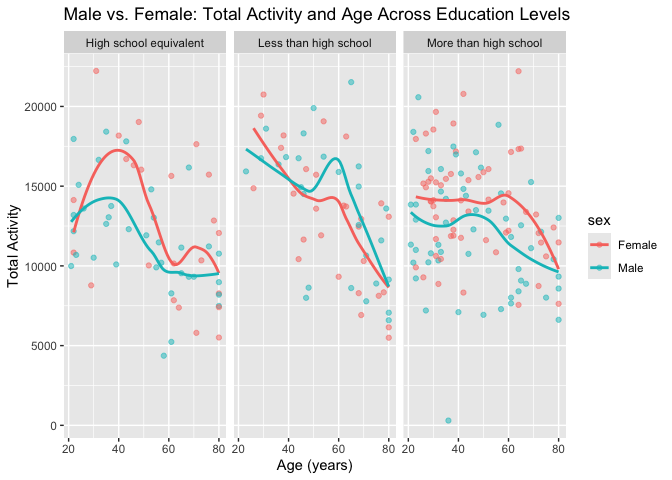 Male vs. Female: Total Activity and Age Across Education Levels
High school equivalent
Less than high school
More than high school
Total Activity
20000
15000
10000
5000
0
20 40 60 80
20 40 60 80
20 40 60 80
Age (years)
sex
Female
Male